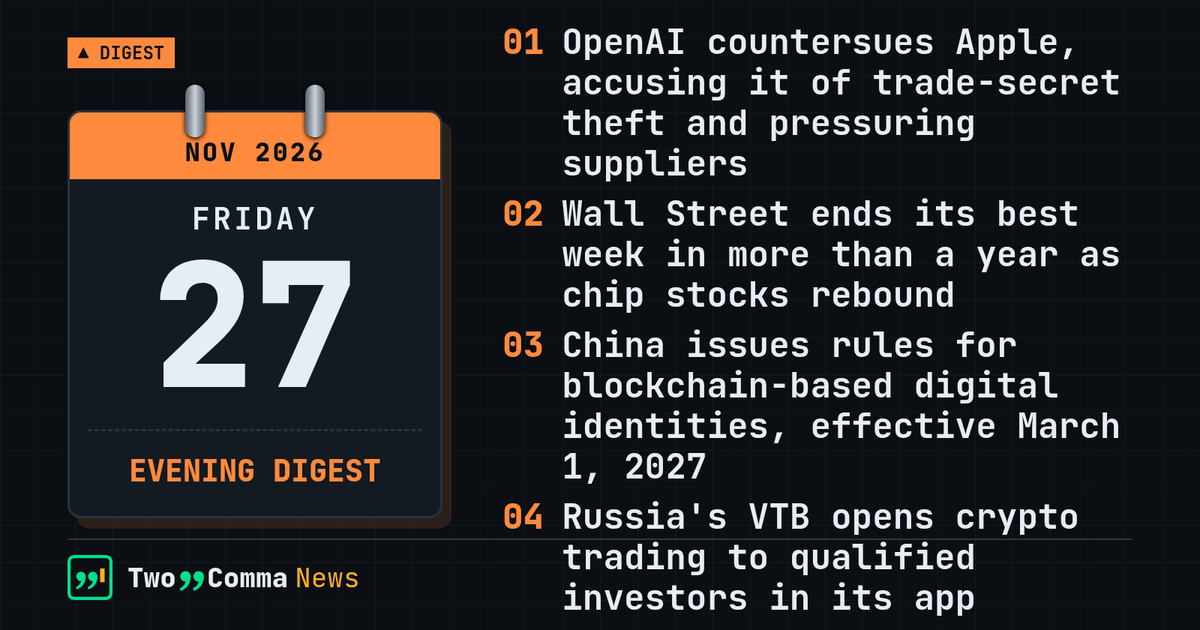 ▲ DIGEST
NOV 2026
FRIDAY
27
EVENING DIGEST
01 OpenAI countersues Apple,
accusing it of trade-secret
theft and pressuring
suppliers
02 Wall Street ends its best
week in more than a year as
chip stocks rebound
03 China issues rules for
blockchain-based digital
identities, effective March
1, 2027
04 Russia's VTB opens crypto
trading to qualified
investors in its app
Two,,Comma News